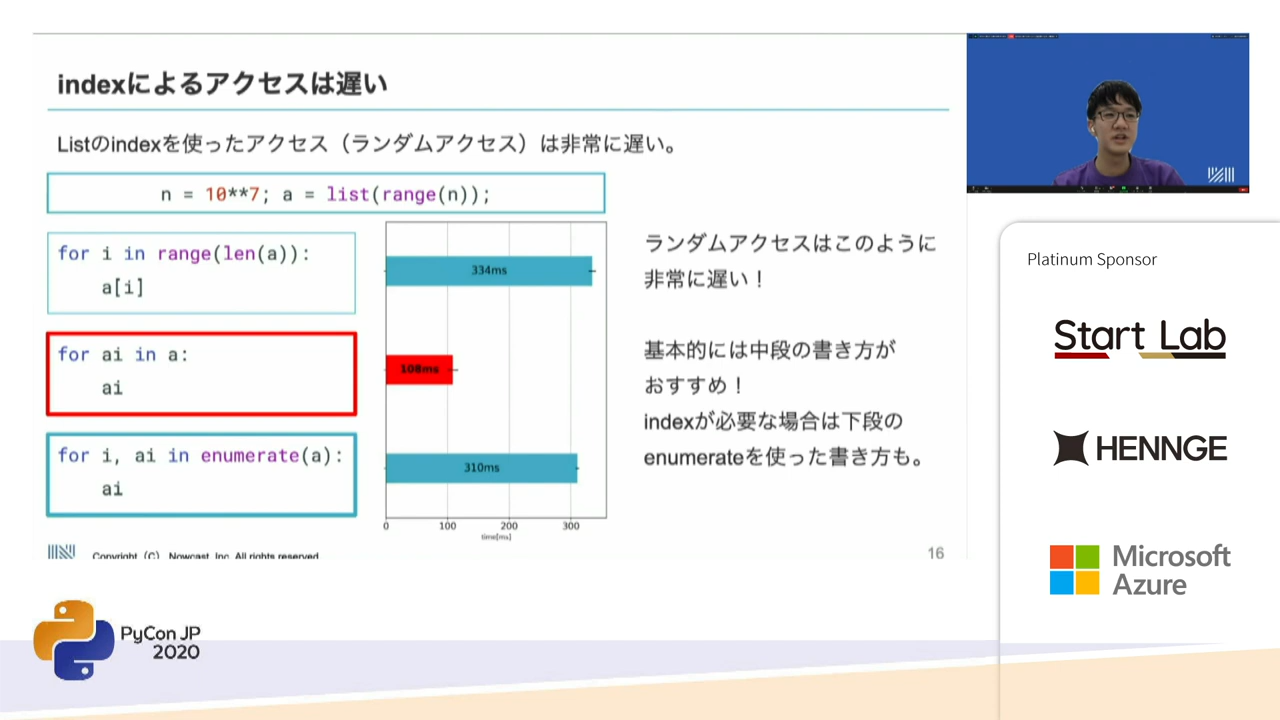 indexによるアクセスは遅い
Listのindexを使ったアクセス（ランダムアクセス）は非常に遅い。
n = 10**7; a = list(range(n));
for i in range(len(a)):
a[i]
for ai in a:
ai
for i, ai in enumerate(a):
ai
334ms
108ms
310ms
0 100 200 300
time[ms]
ランダムアクセスはこのように
非常に遅い！
基本的には中段の書き方が
おすすめ！
indexが必要な場合は下段の
enumerateを使った書き方も。
Copyright（C） Nowcast, Inc. All rights reserved.
16
Platinum Sponsor
Start Lab
HENNGE
Microsoft
Azure
PyCon JP
2020